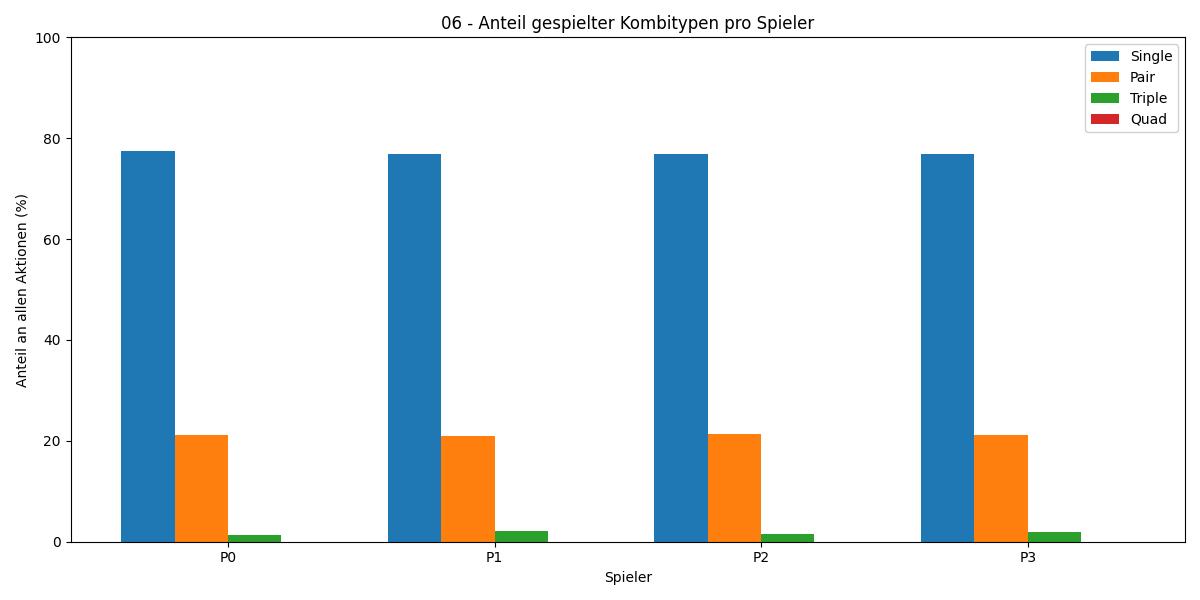 06 - Anteil gespielter Kombitypen pro Spieler
Anteil an allen Aktionen (%)
100
80
60
40
20
0
Single
Pair
Triple
Quad
P0
P1
P2
P3
Spieler